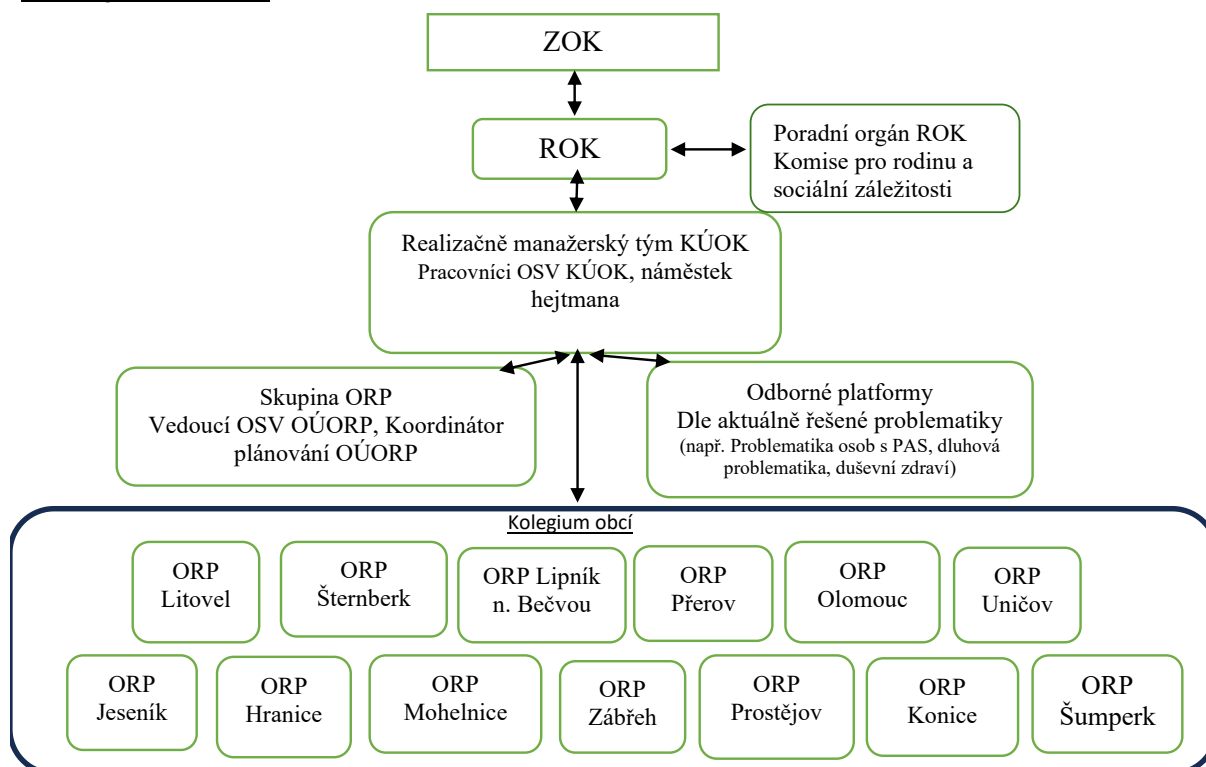 ZOK
ROK
Poradní orgán ROK
Komise pro rodinu a
sociální záležitosti
Realizačně manažerský tým KÚOK
Pracovníci OSV KÚOK, náměstek
hejtmana
Skupina ORP
Vedoucí OSV OÚORP, Koordinátor
plánování OÚORP
Odborné platformy
Dle aktuálně řešené problematiky
(např. Problematika osob s PAS, dluhová
problematika, duševní zdraví)
Kolegium obcí
ORP
Litovel
ORP
Šternberk
ORP Lipník
n. Bečvou
ORP
Přerov
ORP
Olomouc
ORP
Uničov
ORP
Jeseník
ORP
Hranice
ORP
Mohelnice
ORP
Zábřeh
ORP
Prostějov
ORP
Konice
ORP
Šumperk